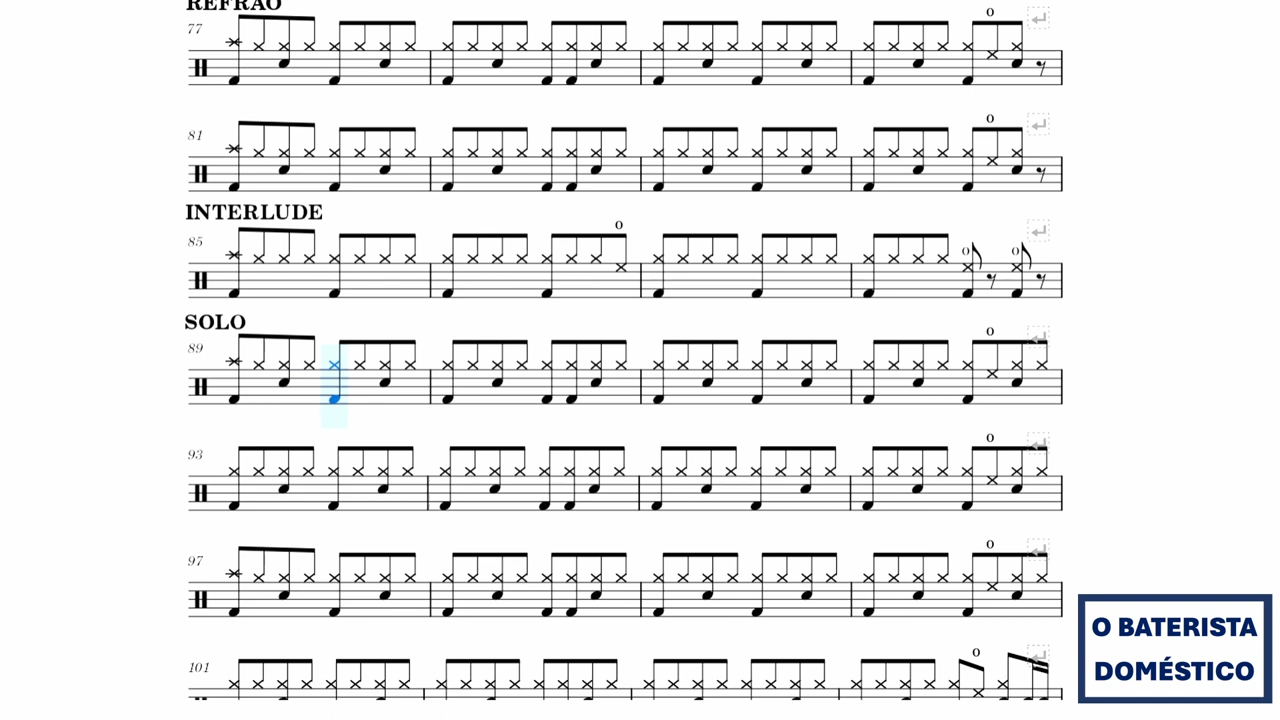 REFRÃO
77
81
INTERLUDE
85
SOLO
89
93
97
101
O BATERISTA
DOMÉSTICO